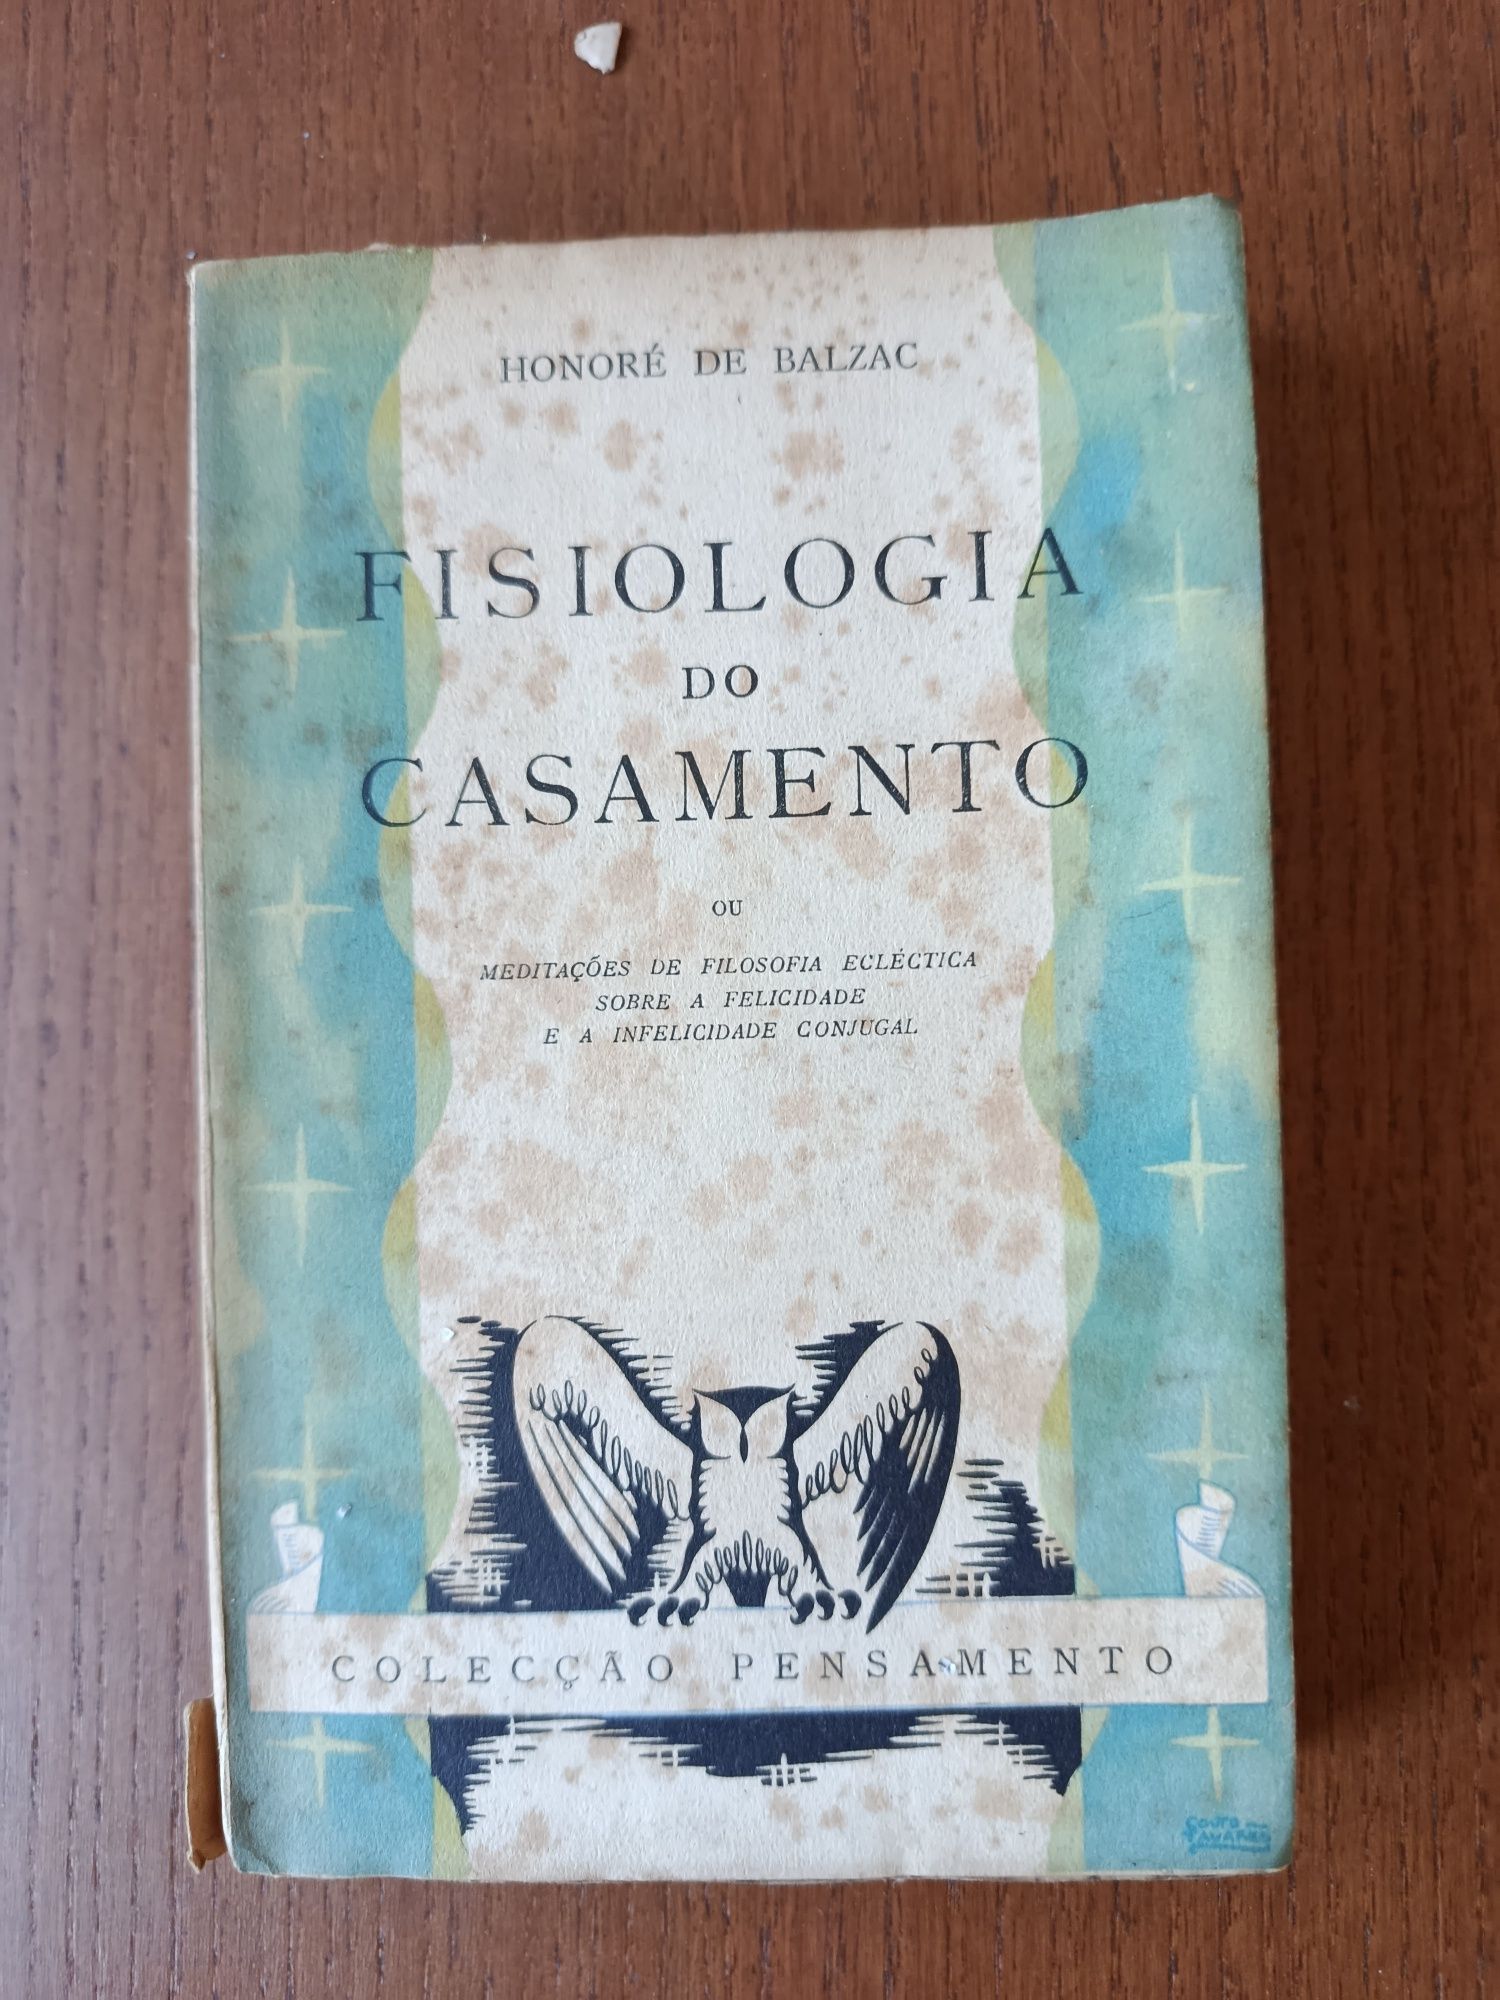 HONORÉ DE BALZAC
FISIOLOGIA
DO
CASAMENTO
OU
MEDITAÇÕES DE FILOSOFIA ECLÉCTICA
SOBRE A FELICIDADE
E A INFELICIDADE CONJUGAL
COLECÇÃO PENSAMENTO